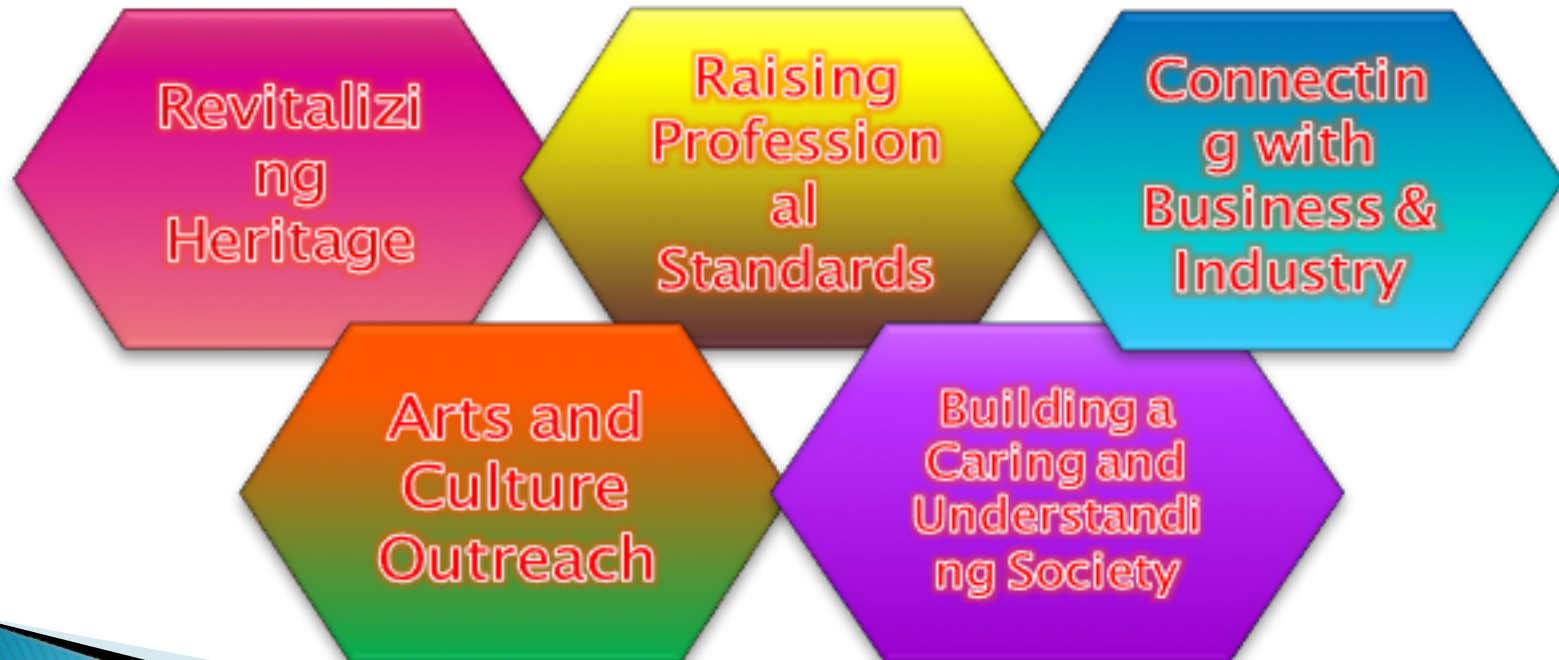 Revitalizi
ng
Heritage
Raising
Profession
al
Standards
Connectin
g with
Business &
Industry
Arts and
Culture
Outreach
Building a
Caring and
Understandi
ng Society